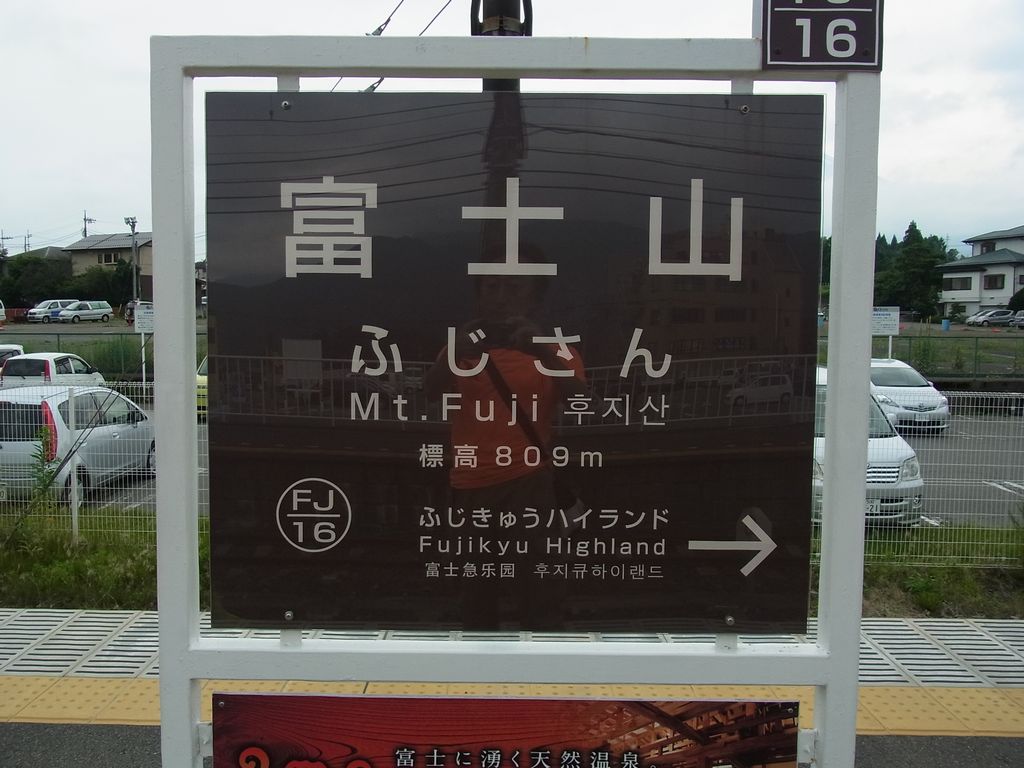 16
富士山
ふじさん
Mt.Fuji 후지산
標高809m
FJ
16
ふじきゅうハイランド
Fujikyu Highland
富士急乐园 후지큐하이랜드
富士に湧く天然温泉。